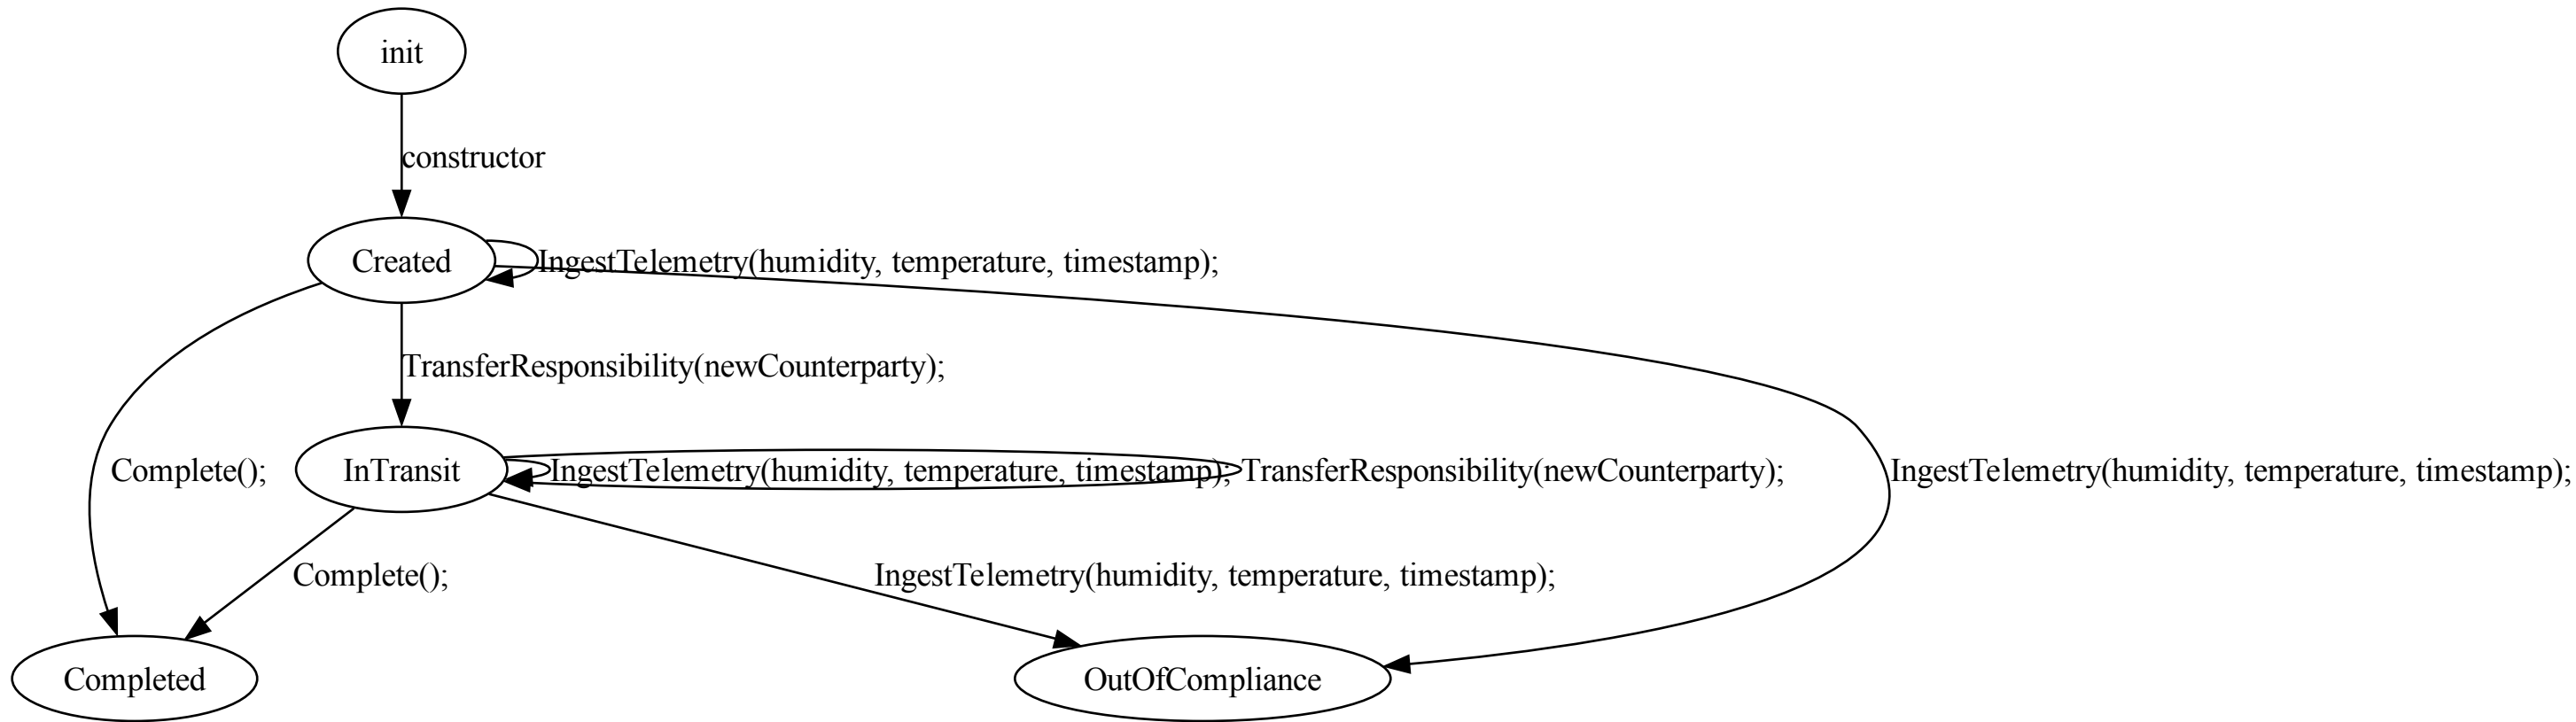 init
constructor
Created
IngestTelemetry(humidity, temperature, timestamp);
TransferResponsibility(newCounterparty);
Complete();
InTransit
IngestTelemetry(humidity, temperature, timestamp);
TransferResponsibility(newCounterparty);
IngestTelemetry(humidity, temperature, timestamp);
Complete();
IngestTelemetry(humidity, temperature, timestamp);
Completed
OutOfCompliance